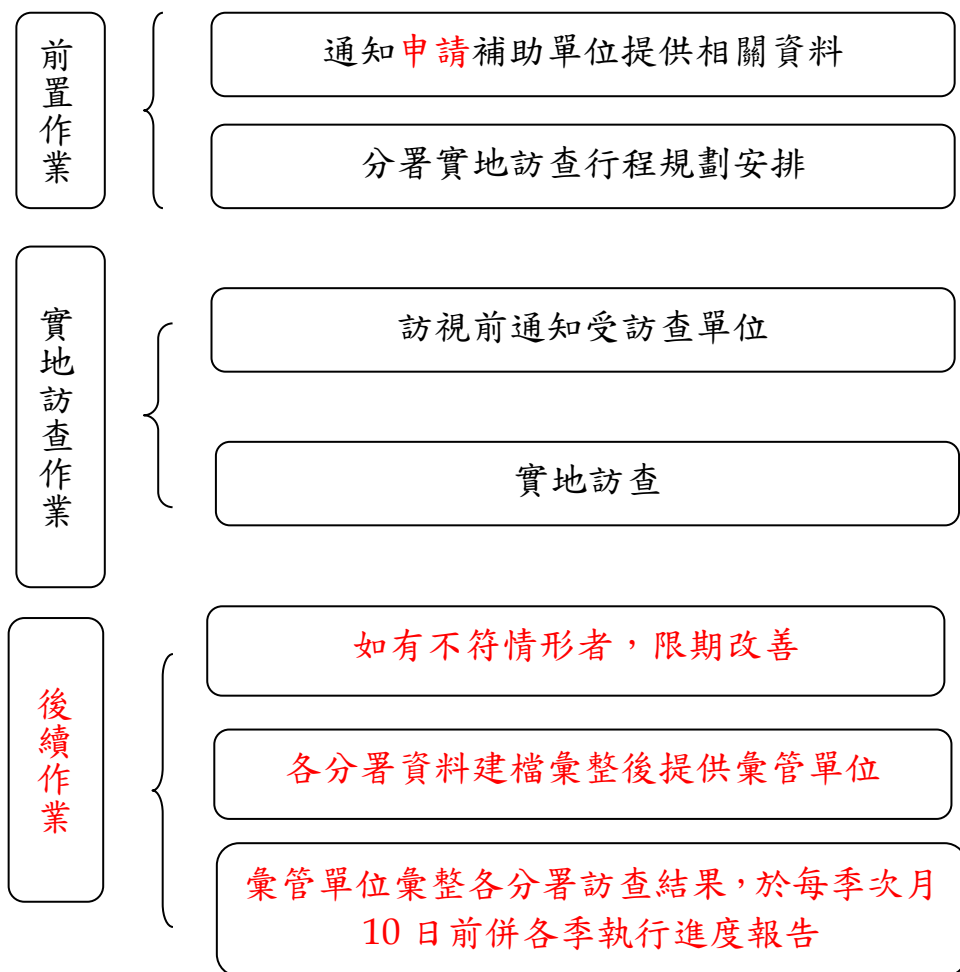 前置作業
通知申請補助單位提供相關資料
分署實地訪查行程規劃安排
實地訪查作業
訪視前通知受訪查單位
實地訪查
後續作業
如有不符情形者，限期改善
各分署資料建檔彙整後提供彙管單位
彙管單位彙整各分署訪查結果，於每季次月
10 日前併各季執行進度報告